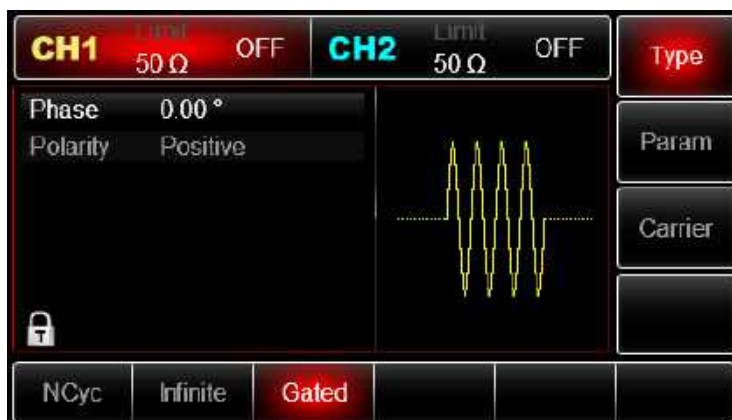 CH1 Limit 50 Ω OFF
CH2 Limit 50 Ω OFF
Type
Phase 0.00 °
Polarity Positive
Param
Carrier
T
NCyc Infinite Gated